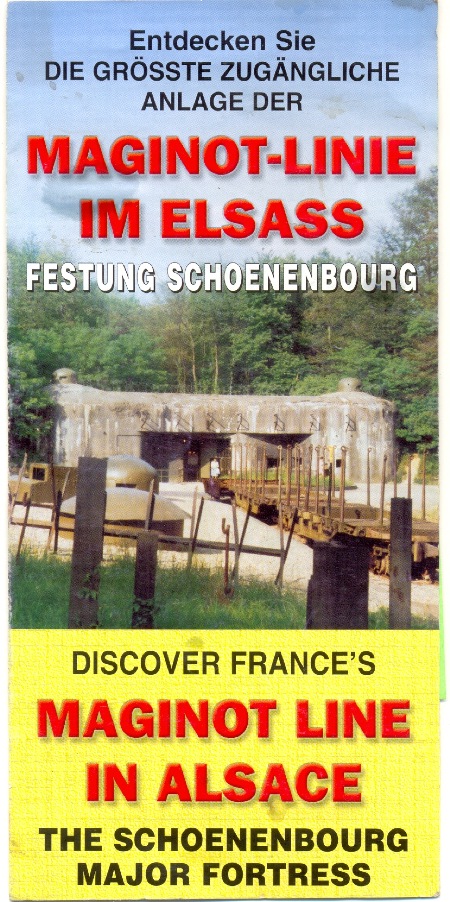 Entdecken Sie
DIE GRÖSSTE ZUGÄNGLICHE
ANLAGE DER
MAGINOT-LINIE
IM ELSASS
FESTUNG SCHOENENBOURG
DISCOVER FRANCE'S
MAGINOT LINE
IN ALSACE
THE SCHOENENBOURG
MAJOR FORTRESS